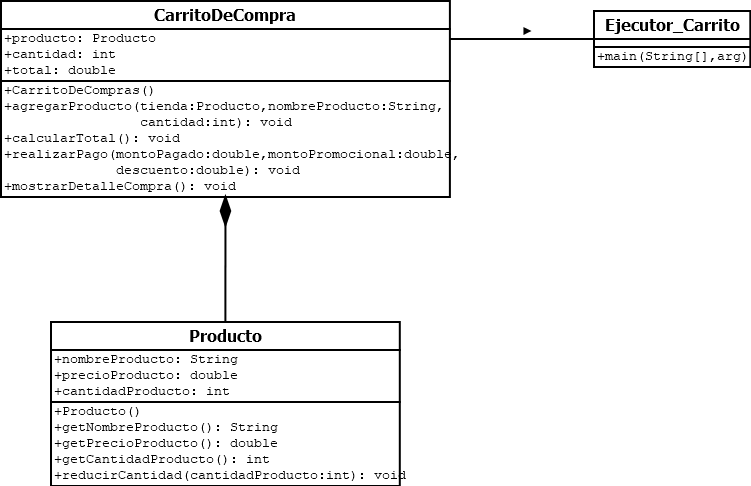 CarritoDeCompra
+producto: Producto
+cantidad: int
+total: double
+CarritoDeCompras()
+agregarProducto(tienda:Producto,nombreProducto:String,
cantidad:int): void
+calcularTotal(): void
+realizarPago(montoPagado:double,montoPromocional:double,
descuento:double): void
+mostrarDetalleCompra(): void
Ejecutor_Carrito
+main(String[],arg)
Producto
+nombreProducto: String
+precioProducto: double
+cantidadProducto: int
+Producto()
+getNombreProducto(): String
+getPrecioProducto(): double
+getCantidadProducto(): int
+reducirCantidad(cantidadProducto:int): void